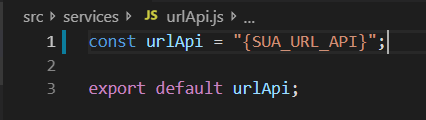 src > services > JS urlApi.js > ...
1 const urlApi = "{SUA_URL_API}";
2
3 export default urlApi;